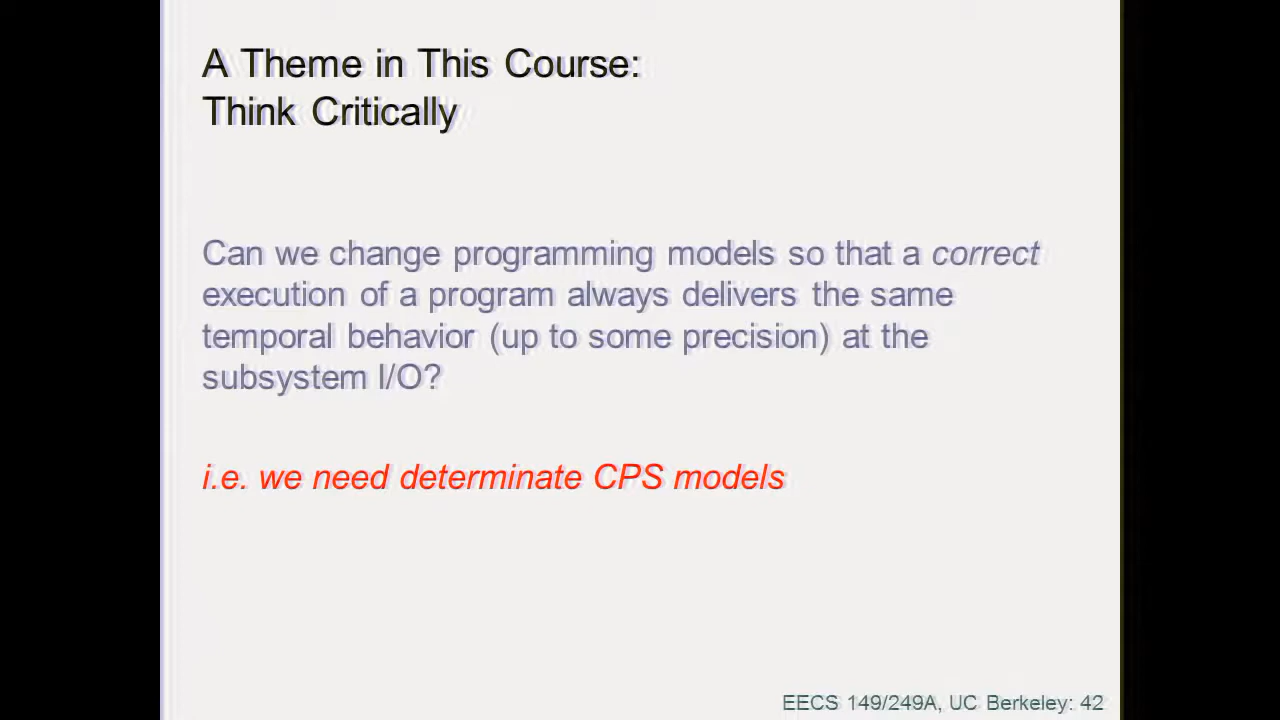 A Theme in This Course:
Think Critically
Can we change programming models so that a correct
execution of a program always delivers the same
temporal behavior (up to some precision) at the
subsystem I/O?
i.e. we need determinate CPS models
EECS 149/249A, UC Berkeley: 42